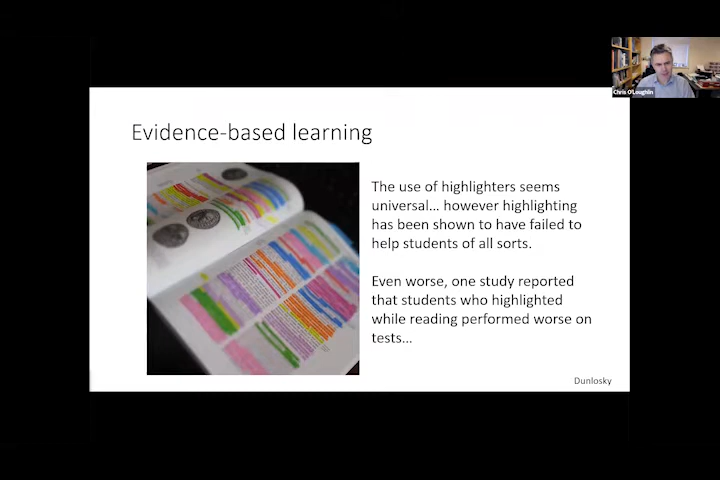 Chris O'Loughlin
Evidence-based learning
The use of highlighters seems
universal... however highlighting
has been shown to have failed to
help students of all sorts.
Even worse, one study reported
that students who highlighted
while reading performed worse on
tests...
Dunlosky